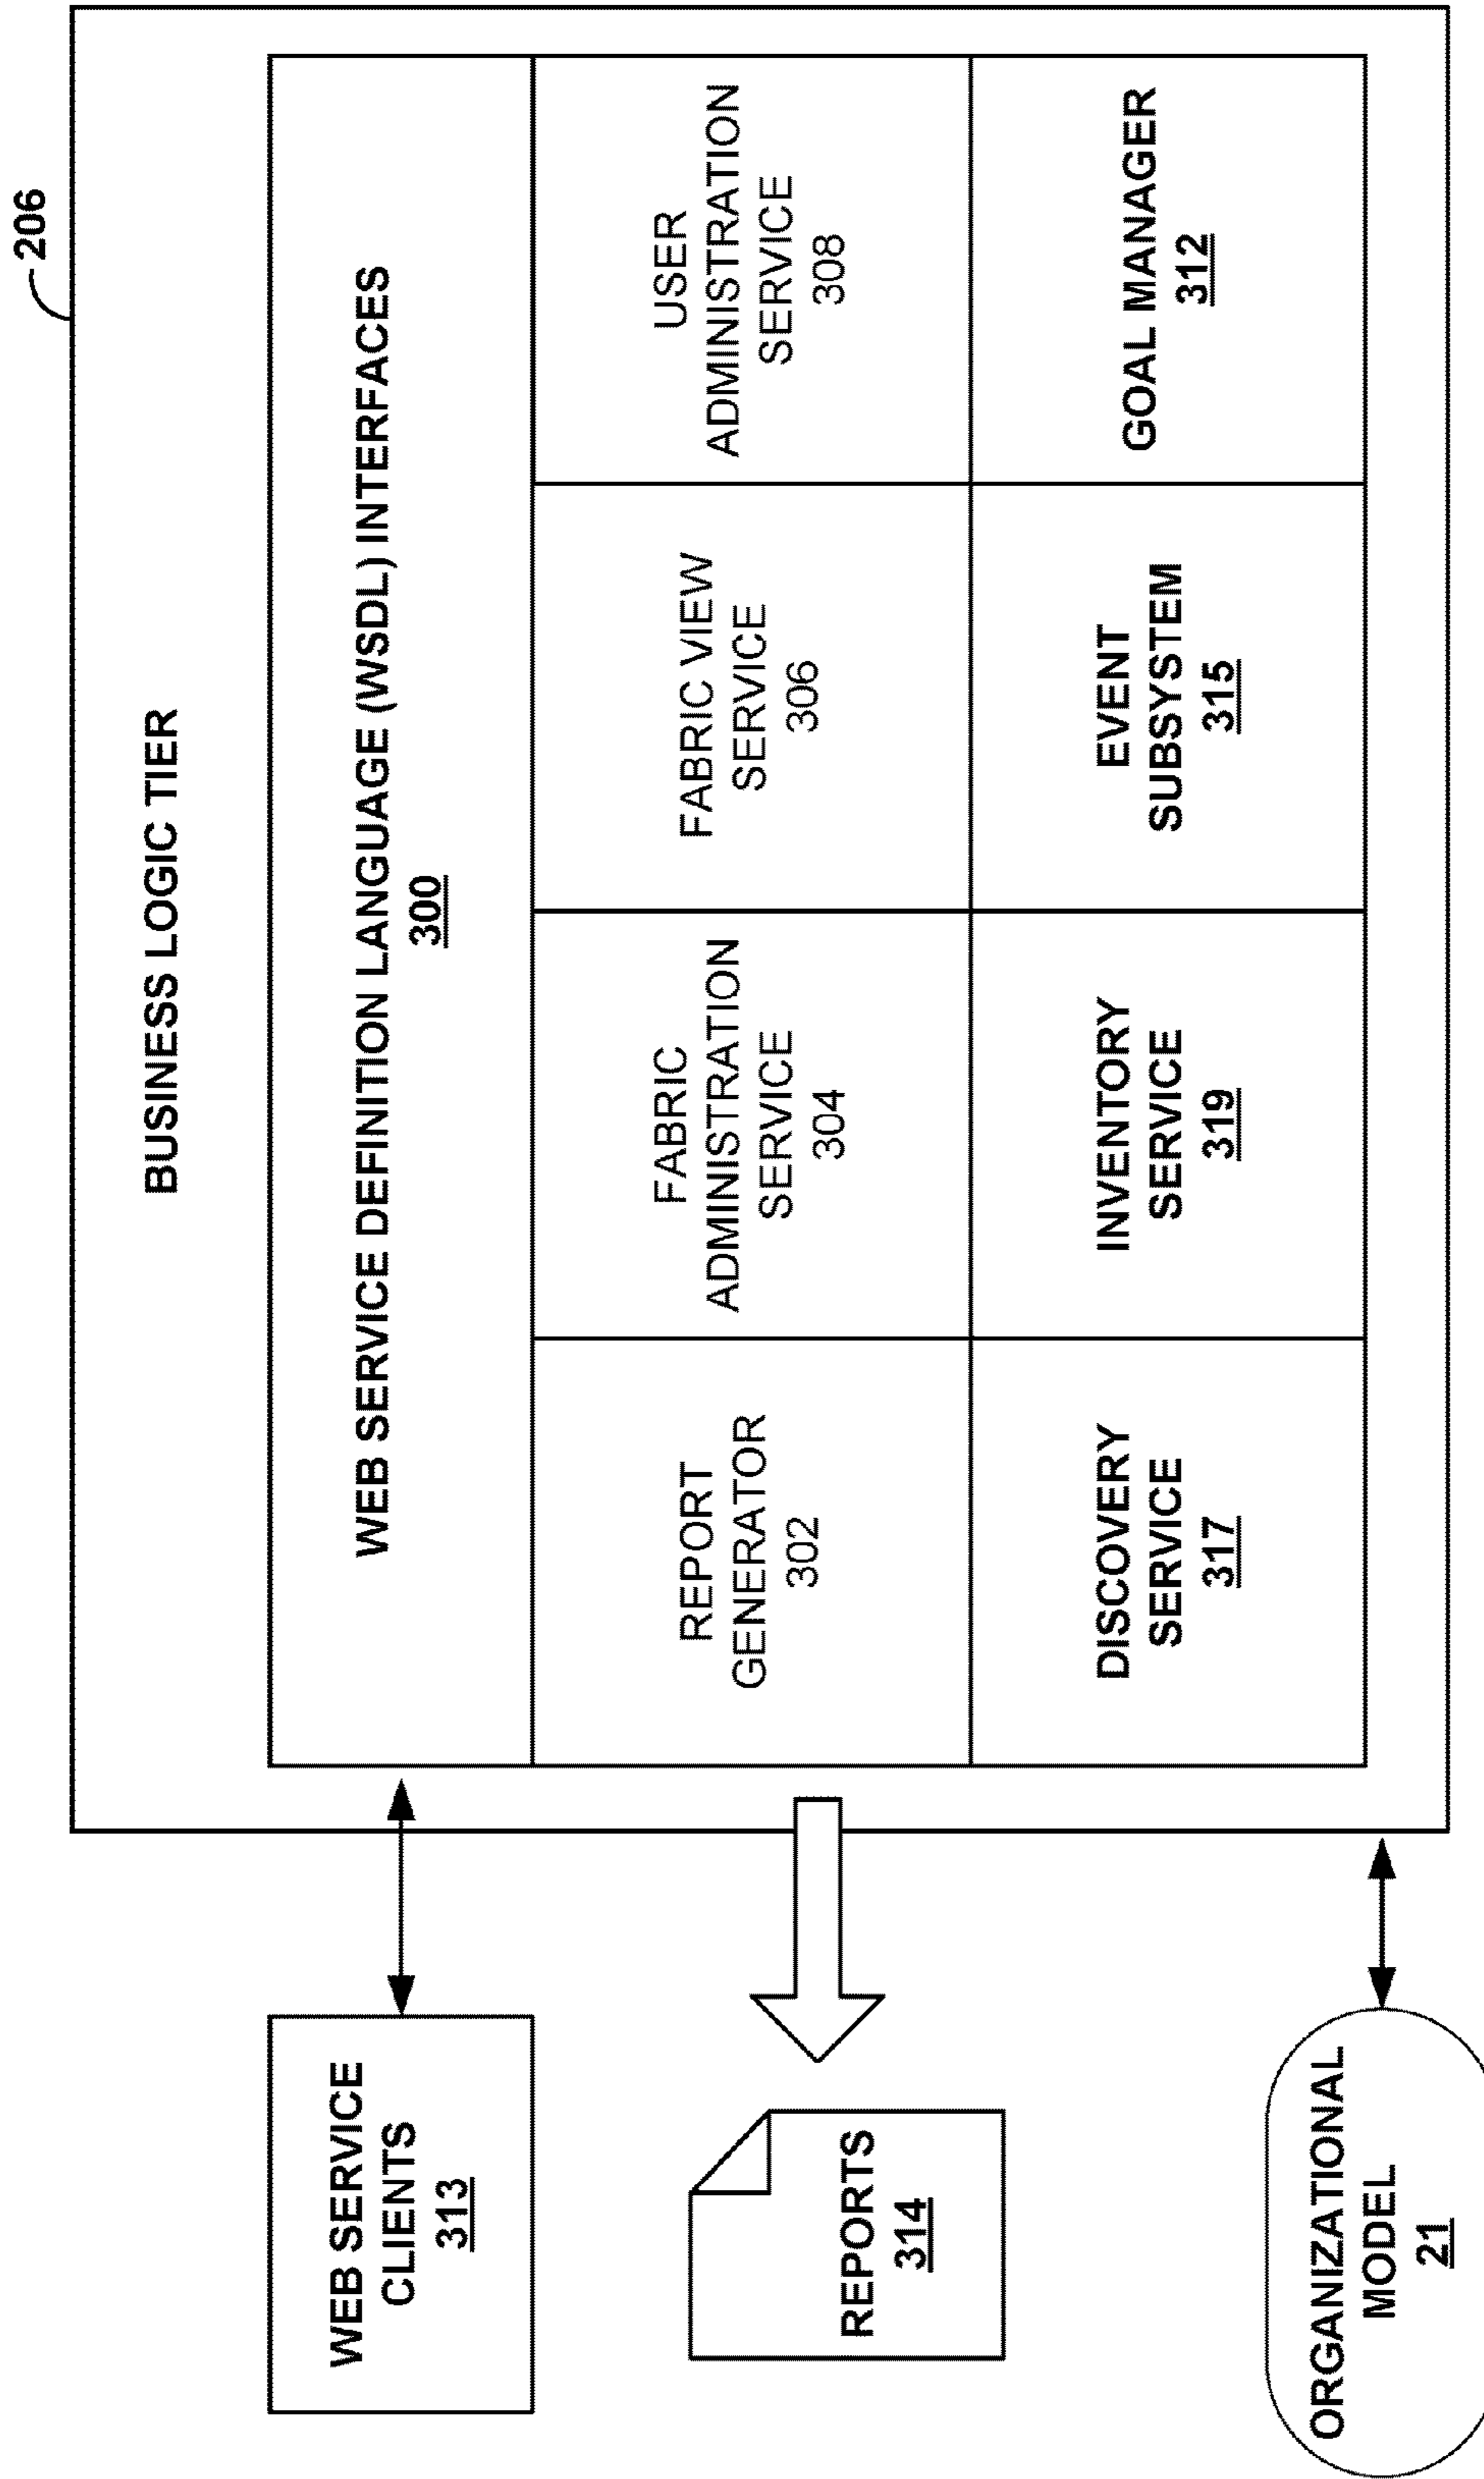 206
BUSINESS LOGIC TIER
WEB SERVICE
CLIENTS
313
WEB SERVICE DEFINITION LANGUAGE (WSDL) INTERFACES
300
REPORTS
314
REPORT
GENERATOR
302
FABRIC
ADMINISTRATION
SERVICE
304
FABRIC VIEW
SERVICE
306
USER
ADMINISTRATION
SERVICE
308
ORGANIZATIONAL
MODEL
21
DISCOVERY
SERVICE
317
INVENTORY
SERVICE
319
EVENT
SUBSYSTEM
315
GOAL MANAGER
312